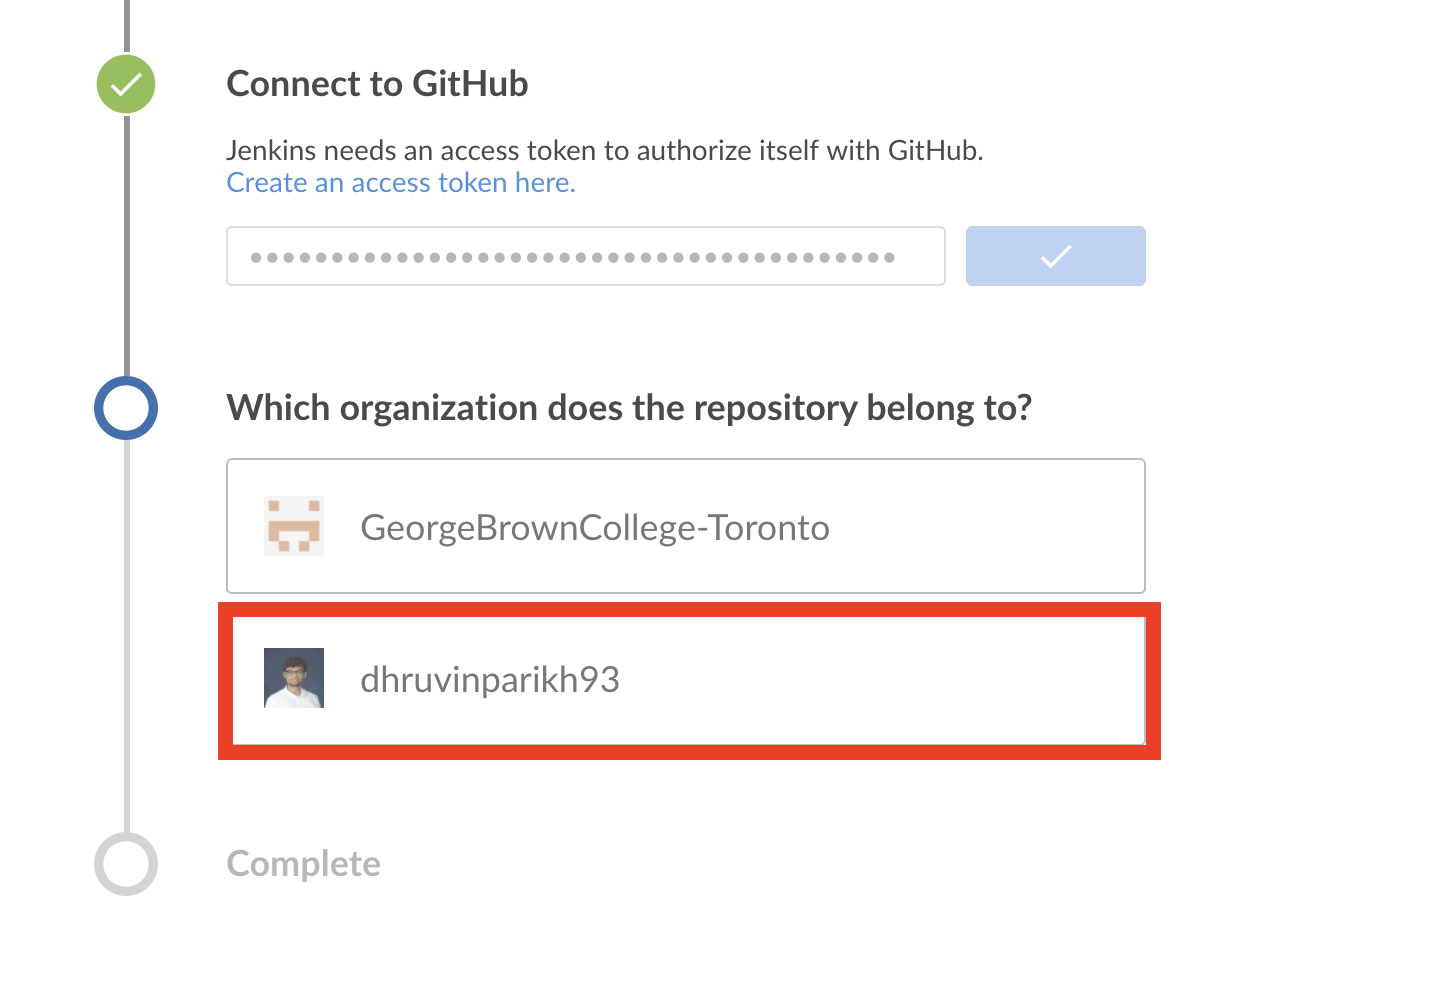 Connect to GitHub
Jenkins needs an access token to authorize itself with GitHub.
Create an access token here.
Which organization does the repository belong to?
GeorgeBrownCollege-Toronto
dhruvinparikh93
Complete